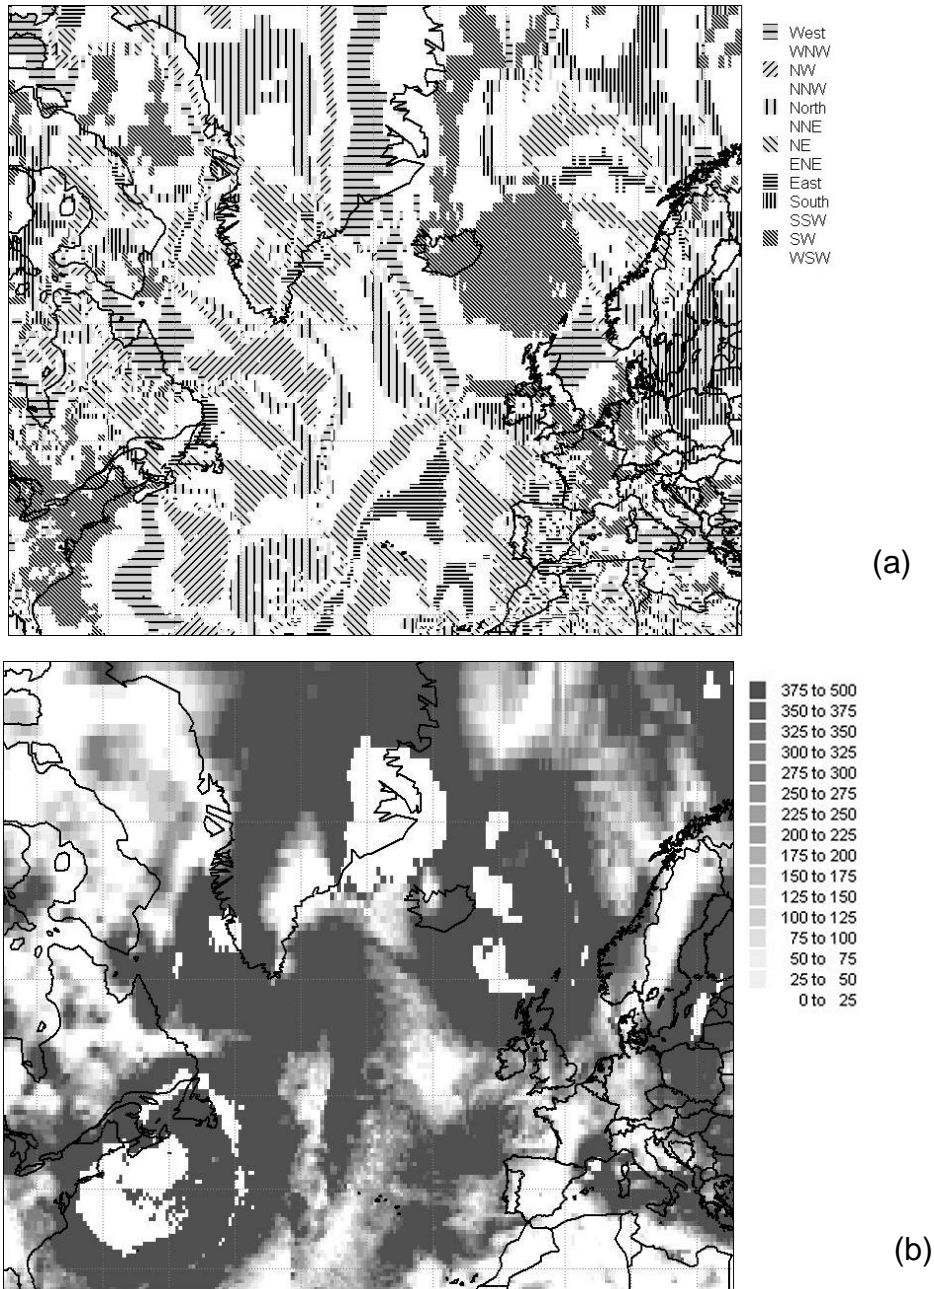 West
WNW
NW
NNW
North
NNE
NE
ENE
East
South
SSW
SW
WSW
(a)
375 to 500
350 to 375
325 to 350
300 to 325
275 to 300
250 to 275
225 to 250
200 to 225
175 to 200
150 to 175
125 to 150
100 to 125
75 to 100
50 to 75
25 to 50
0 to 25
(b)